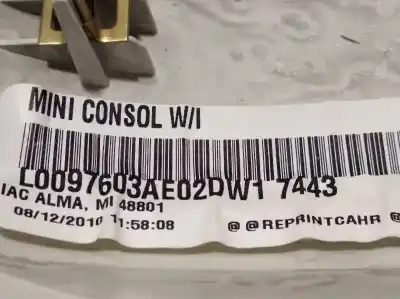 MINI CONSOL W/I
L0097603AE02DW1 7443
IAC ALMA, MI 48801
08/12/2010 11:58:08 @@REPRINTCAHR @